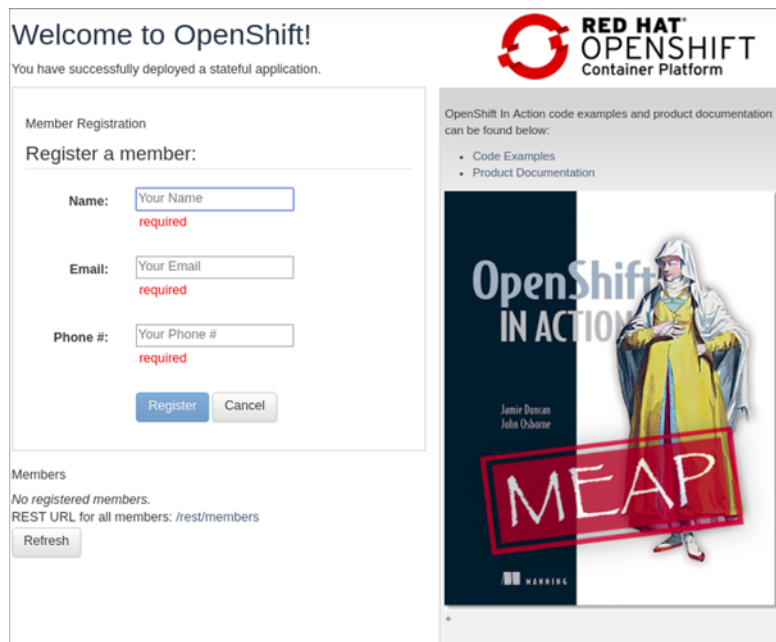 Welcome to OpenShift!
You have successfully deployed a stateful application.
Member Registration
Register a member:
Name:
Your Name
required
Email:
Your Email
required
Phone #:
Your Phone #
required
Register
Cancel
Members
No registered members.
REST URL for all members: /rest/members
Refresh
RED HAT®
OPENSHIFT
Container Platform
OpenShift In Action code examples and product documentation
can be found below:
• Code Examples
• Product Documentation
OpenShift
IN ACTION
Jamie Duncan
John Osborne
MEAP
MANNING
+